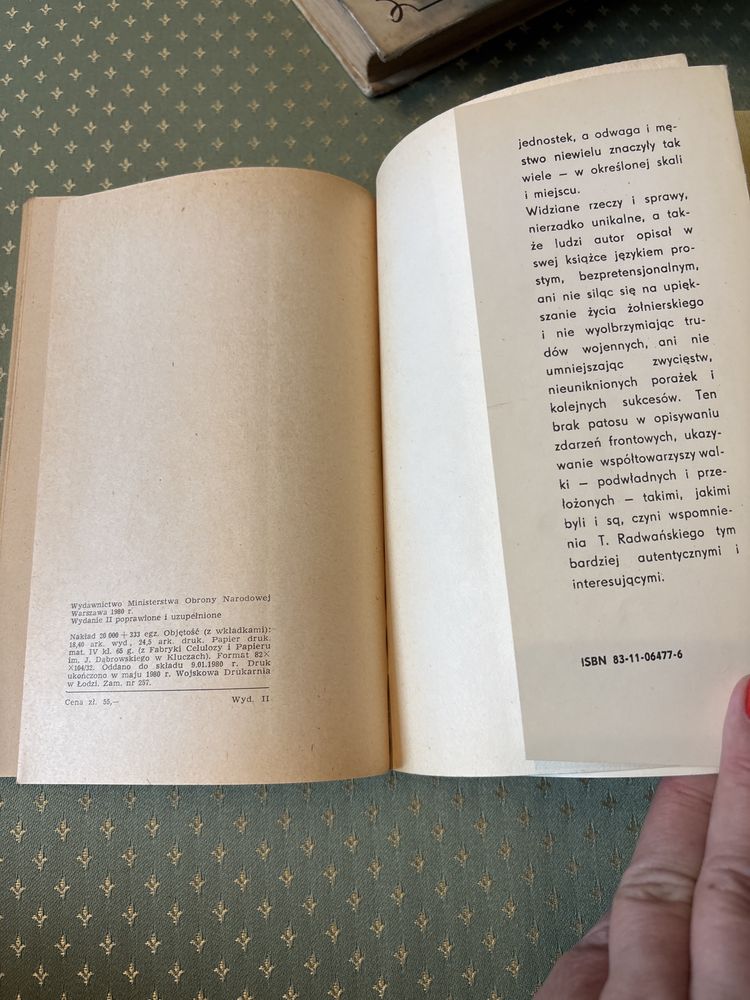 Wydawnictwo Ministerstwa Obrony Narodowej
Warszawa 1980 r.
Wydanie II poprawione i uzupełnione
Nakład 20 000 + 333 egz. Objętość (z wkładkami):
18,40 ark. wyd., 24,5 ark. druk. Papier druk.
mat. IV kl. 65 g. (z Fabryki Celulozy i Papieru
im. J. Dąbrowskiego w Kluczach). Format 82×
×104/32. Oddano do składu 9.01.1980 r. Druk
ukończono w maju 1980 r. Wojskowa Drukarnia
w Łodzi. Zam. nr 257.
Cena zł. 55,— Wyd. II
jednostek, a odwaga i mę-
stwo niewielu znaczyły tak
wiele — w określonej skali
i miejscu.
Widziane rzeczy i sprawy,
nierzadko unikalne, a tak-
że ludzi autor opisał w
swej książce językiem pro-
stym, bezpretensjonalnym,
ani nie siląc się na upięk-
szanie życia żołnierskiego
i nie wyolbrzymiając tru-
dów wojennych, ani nie
umniejszając zwycięstw,
nieuniknionych porażek i
kolejnych sukcesów. Ten
brak patosu w opisywaniu
zdarzeń frontowych, ukazy-
wanie współtowarzyszy wal-
ki — podwładnych i prze-
łożonych — takimi, jakimi
byli i są, czyni wspomnie-
nia T. Radwańskiego tym
bardziej autentycznymi i
interesującymi.
ISBN 83-11-06477-6